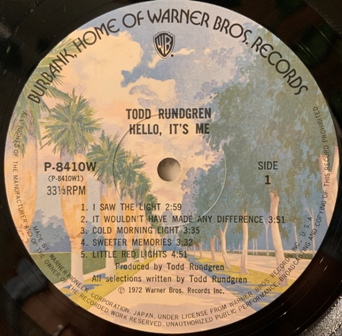 BURBANK, HOME OF WARNER BROS. RECORDS
WB
TODD RUNDGREN
HELLO, IT'S ME
P-8410W
(P-8410W1)
33⅓RPM
SIDE
1
1. I SAW THE LIGHT 2:59
2. IT WOULDN'T HAVE MADE ANY DIFFERENCE 3:51
3. COLD MORNING LIGHT 3:35
4. SWEETER MEMORIES 3:32
5. LITTLE RED LIGHTS 4:51
Produced by Todd Rundgren
All selections written by Todd Rundgren
℗ 1972 Warner Bros. Records Inc.